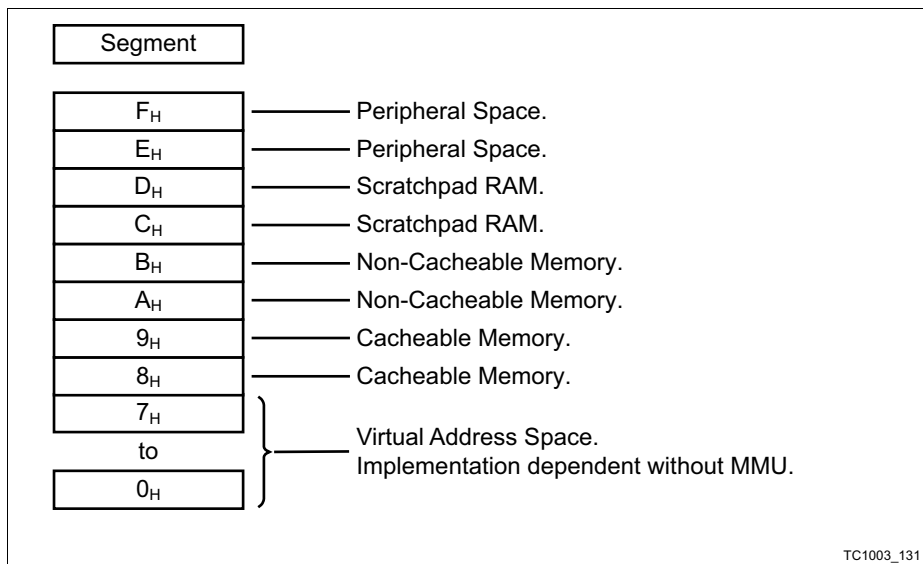 Segment
F_H Peripheral Space.
E_H Peripheral Space.
D_H Scratchpad RAM.
C_H Scratchpad RAM.
B_H Non-Cacheable Memory.
A_H Non-Cacheable Memory.
9_H Cacheable Memory.
8_H Cacheable Memory.
7_H
to
0_H
Virtual Address Space.
Implementation dependent without MMU.
TC1003_131